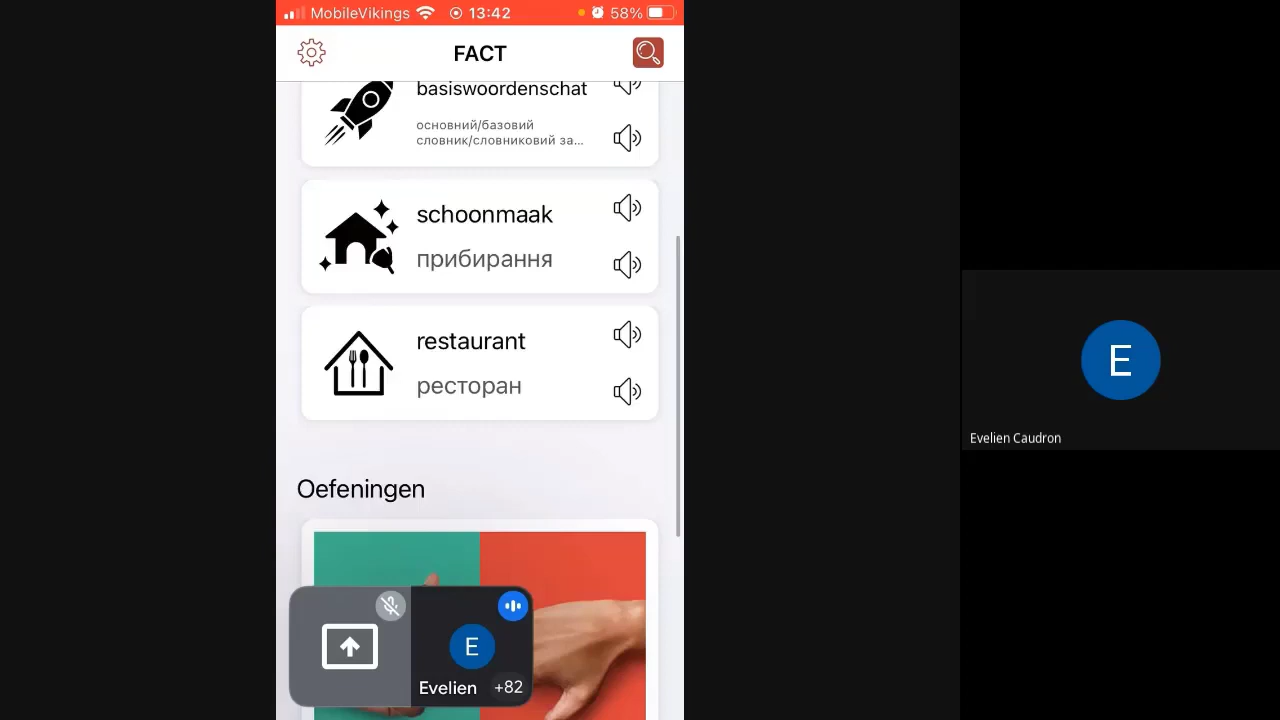 MobileVikings 13:42 58%
FACT
basiswoordenschat
основний/базовий
словник/словниковий за...
schoonmaak
прибирання
restaurant
ресторан
Oefeningen
E
Evelien +82
E
Evelien Caudron